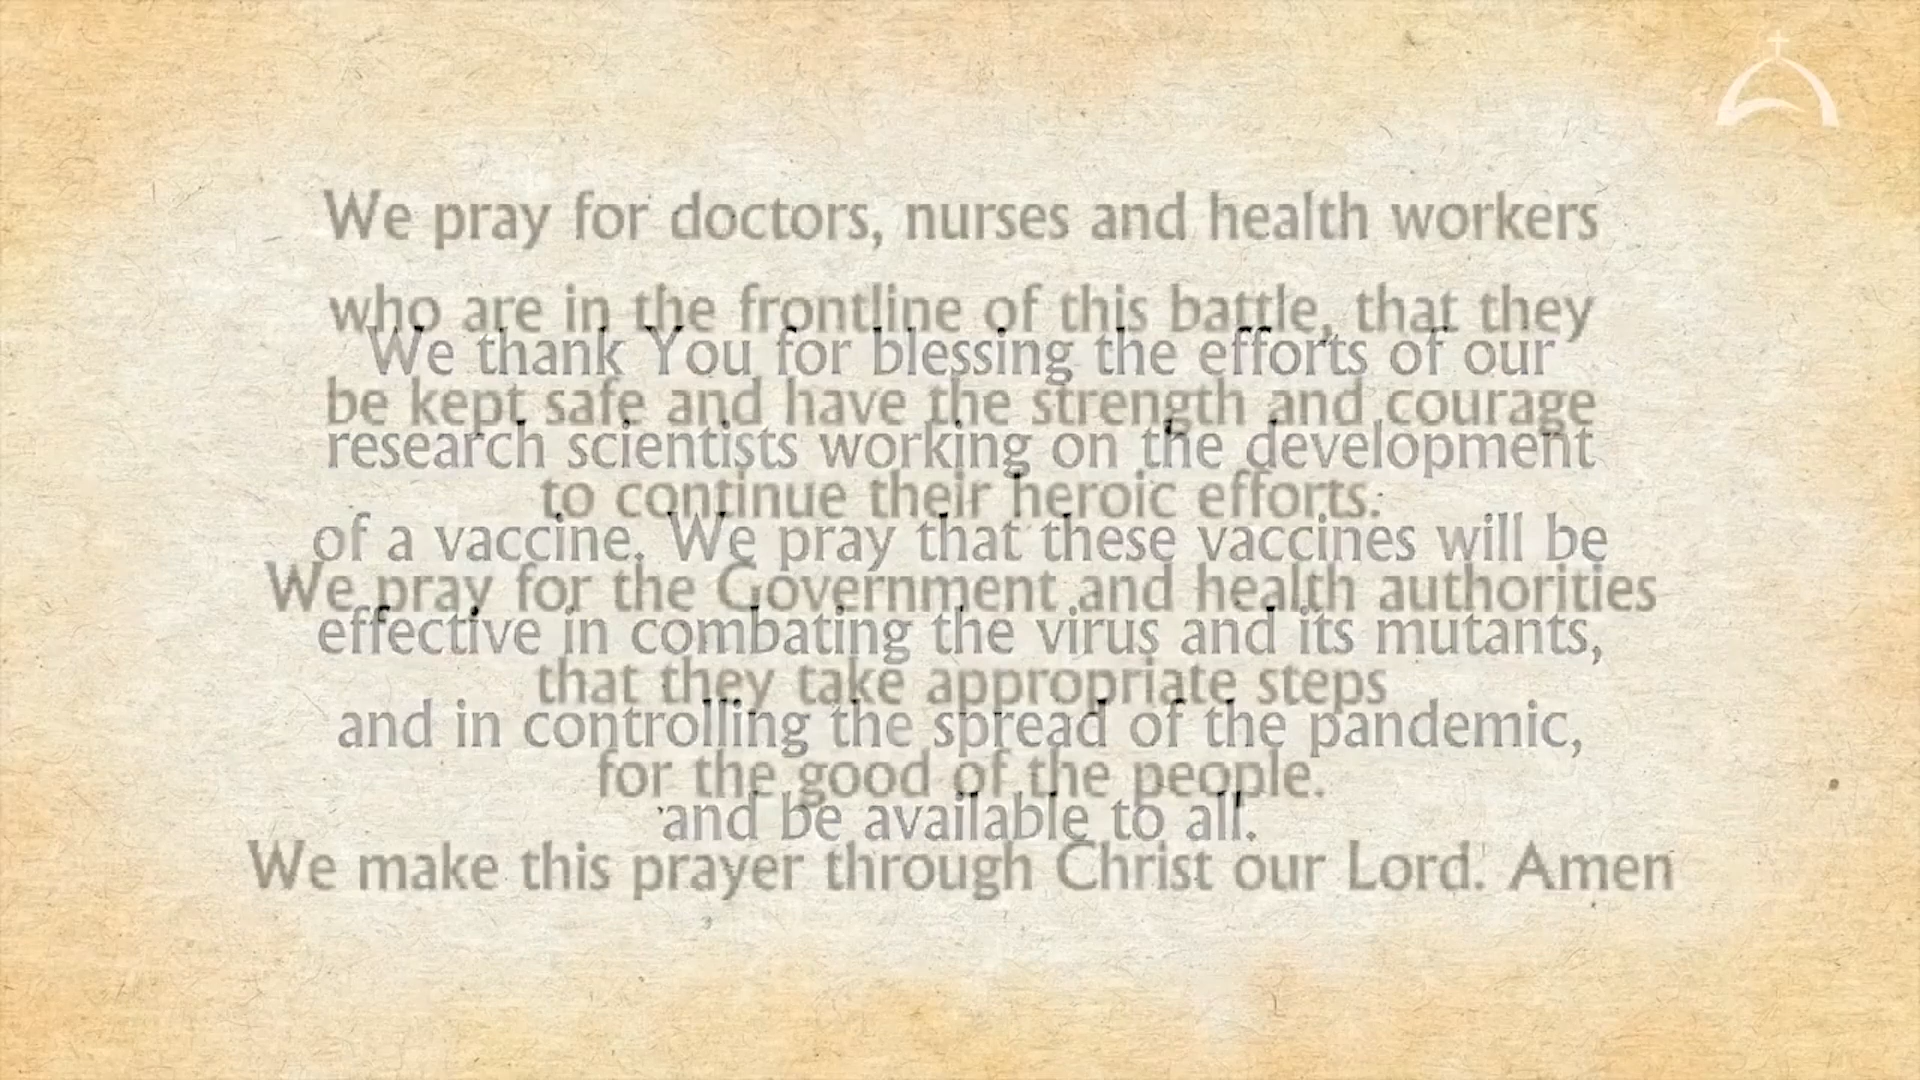 We thank You for blessing the efforts of our
research scientists working on the development
of a vaccine. We pray that these vaccines will be
effective in combating the virus and its mutants,
and in controlling the spread of the pandemic,
and be available to all.
We pray for doctors, nurses and health workers
who are in the frontline of this battle, that they
be kept safe and have the strength and courage
to continue their heroic efforts.
We pray for the Government and health authorities
that they take appropriate steps
for the good of the people.
We make this prayer through Christ our Lord. Amen